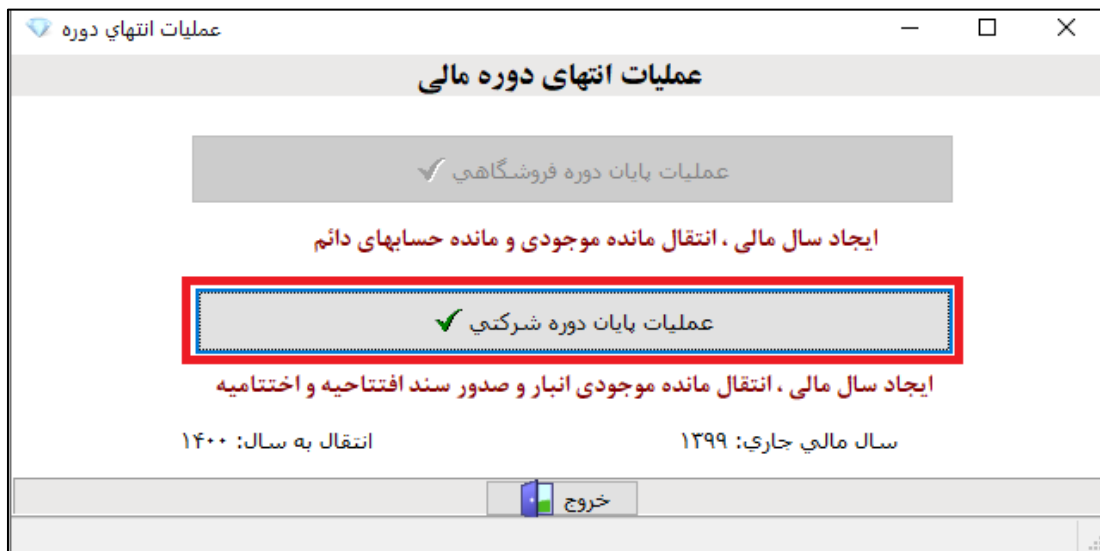 عمليات انتهاي دوره
عملیات انتهای دوره مالی
عمليات پايان دوره فروشگاهي
ایجاد سال مالی ، انتقال مانده موجودی و مانده حسابهای دائم
عمليات پايان دوره شركتي
ایجاد سال مالی ، انتقال مانده موجودی انبار و صدور سند افتتاحیه و اختتامیه
سال مالي جاري: ۱۳۹۹ انتقال به سال: ۱۴۰۰
خروج